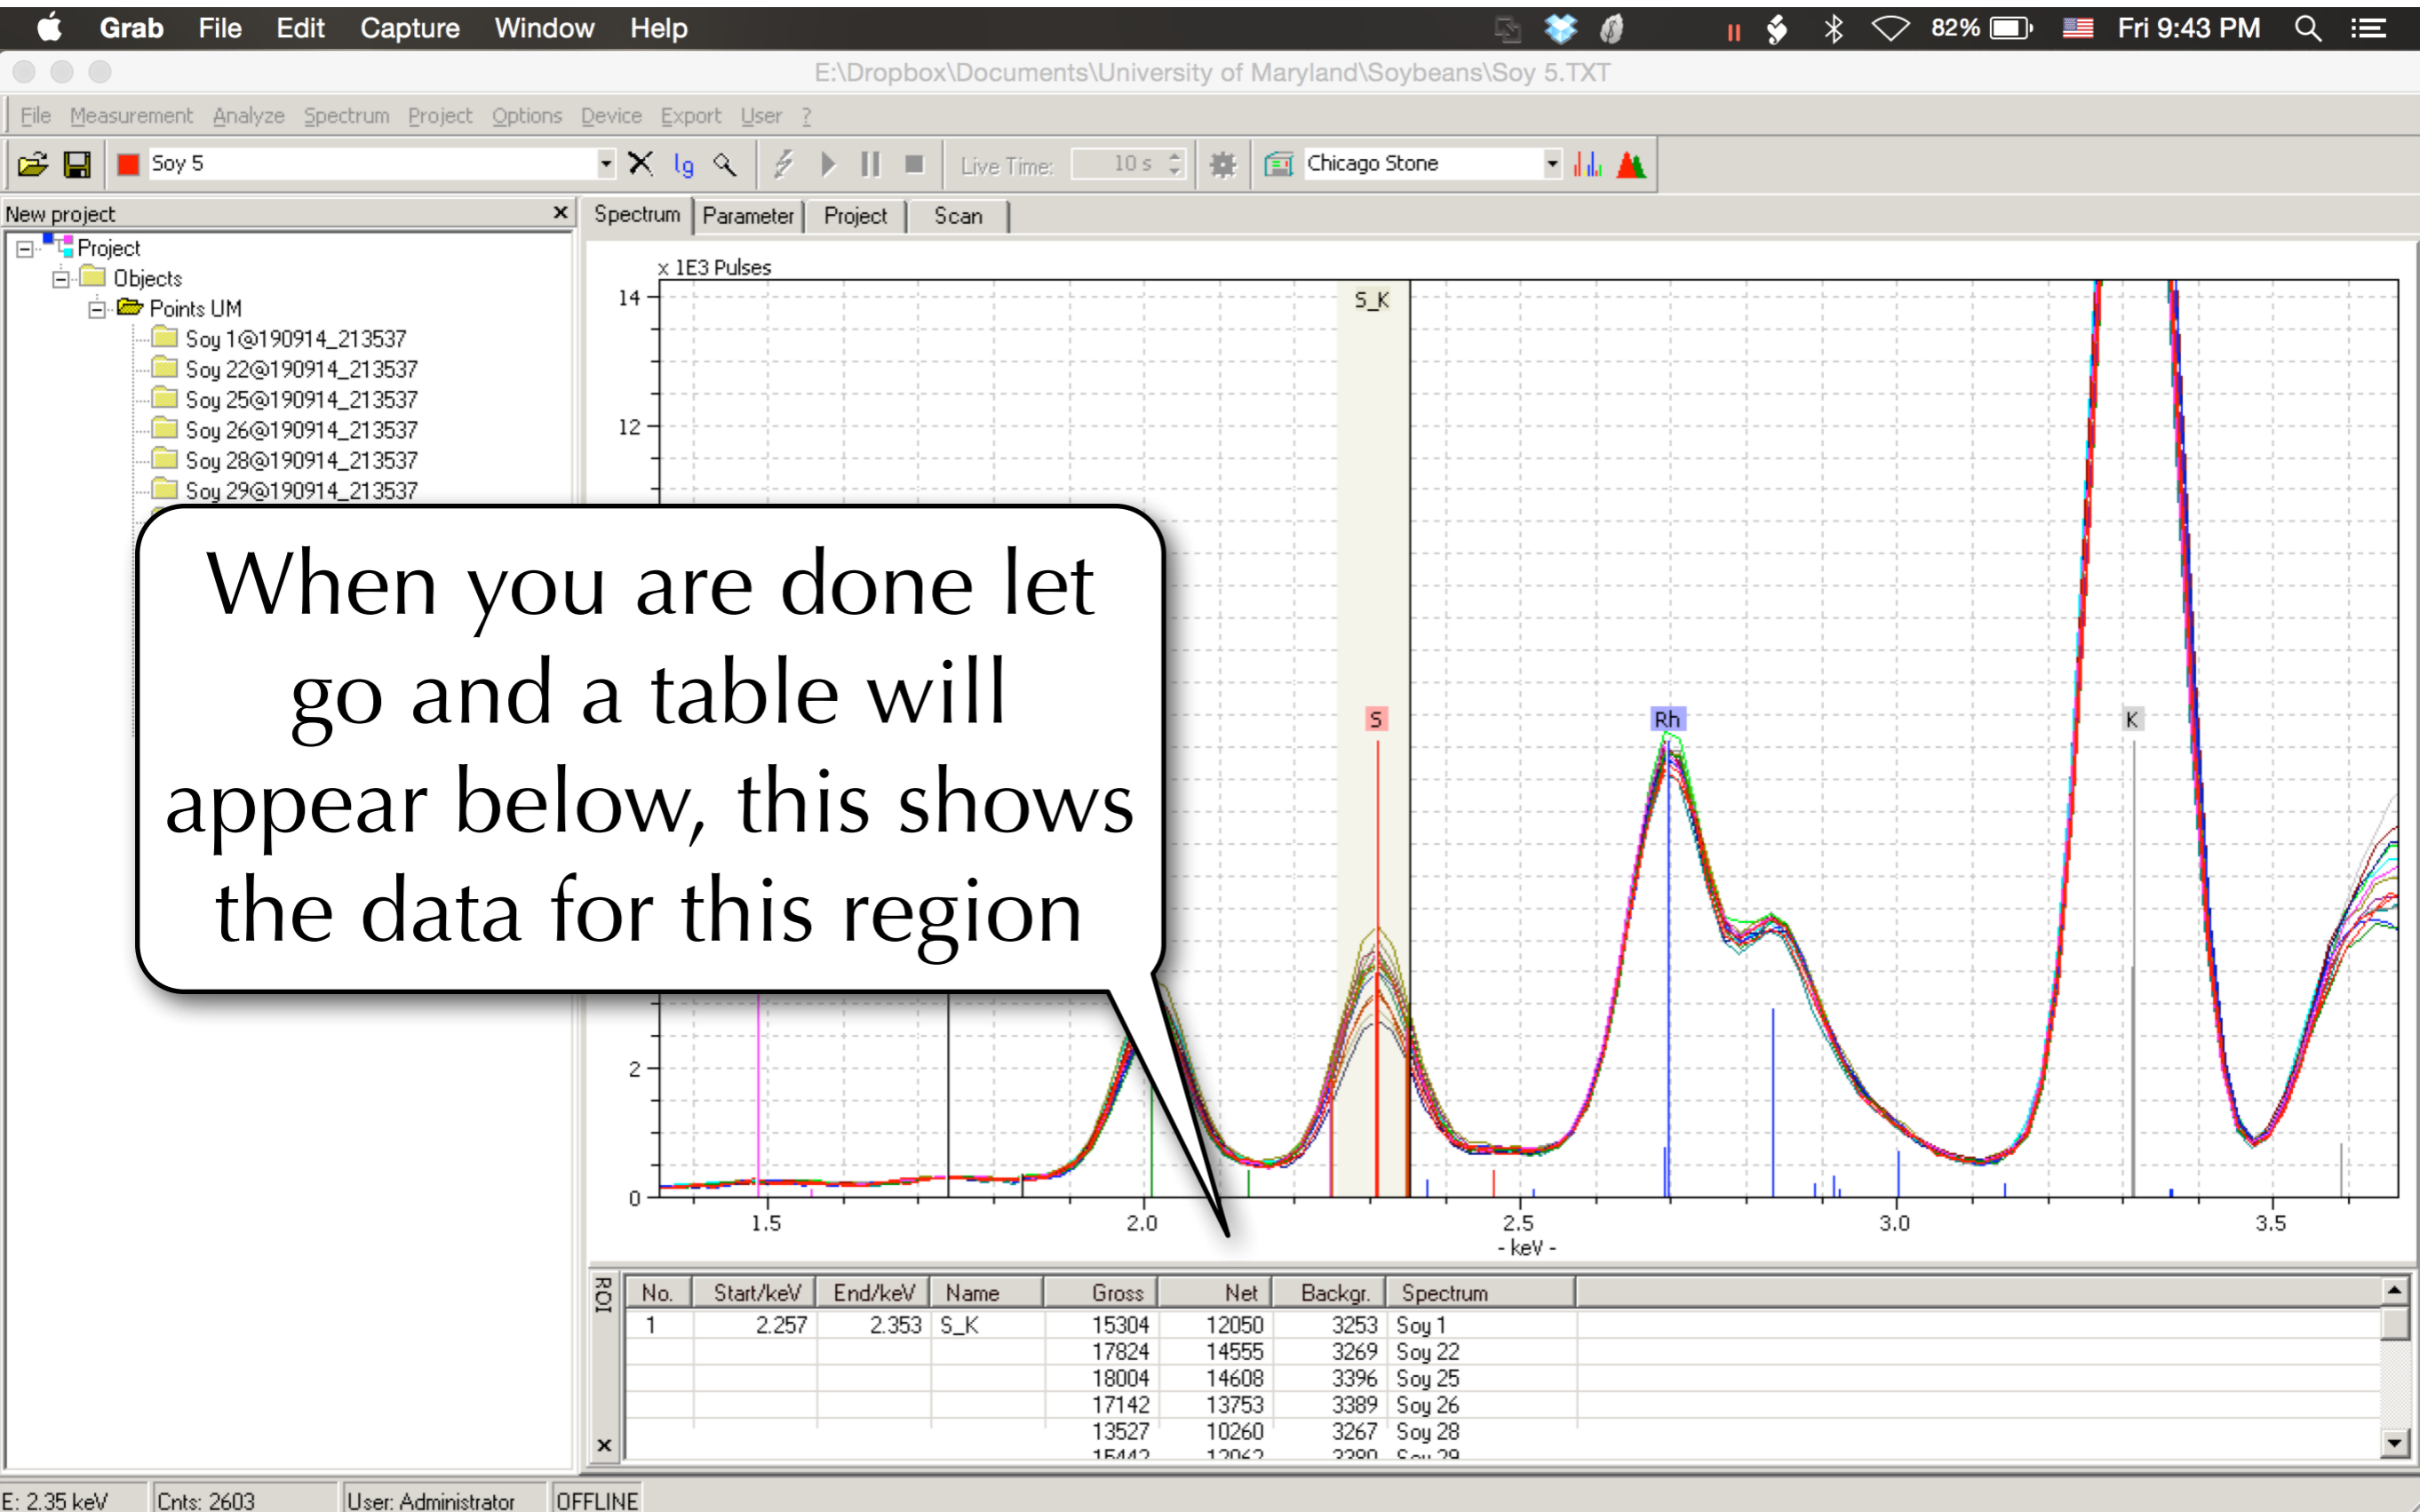 Grab File Edit Capture Window Help 82% Fri 9:43 PM
E:\Dropbox\Documents\University of Maryland\Soybeans\Soy 5.TXT
File Measurement Analyze Spectrum Project Options Device Export User ?
Soy 5 lg Live Time: 10 s Chicago Stone
New project
Spectrum Parameter Project Scan
Project
Objects
Points UM
Soy 1@190914_213537
Soy 22@190914_213537
Soy 25@190914_213537
Soy 26@190914_213537
Soy 28@190914_213537
Soy 29@190914_213537
When you are done let
go and a table will
appear below, this shows
the data for this region
x 1E3 Pulses
14
12
2
0
S_K
S
Rh
K
1.5 2.0 2.5 3.0 3.5
- keV -
ROI
No. Start/keV End/keV Name Gross Net Backgr. Spectrum
1 2.257 2.353 S_K 15304 12050 3253 Soy 1
17824 14555 3269 Soy 22
18004 14608 3396 Soy 25
17142 13753 3389 Soy 26
13527 10260 3267 Soy 28
15442 12062 3380 Soy 29
E: 2.35 keV Cnts: 2603 User: Administrator OFFLINE